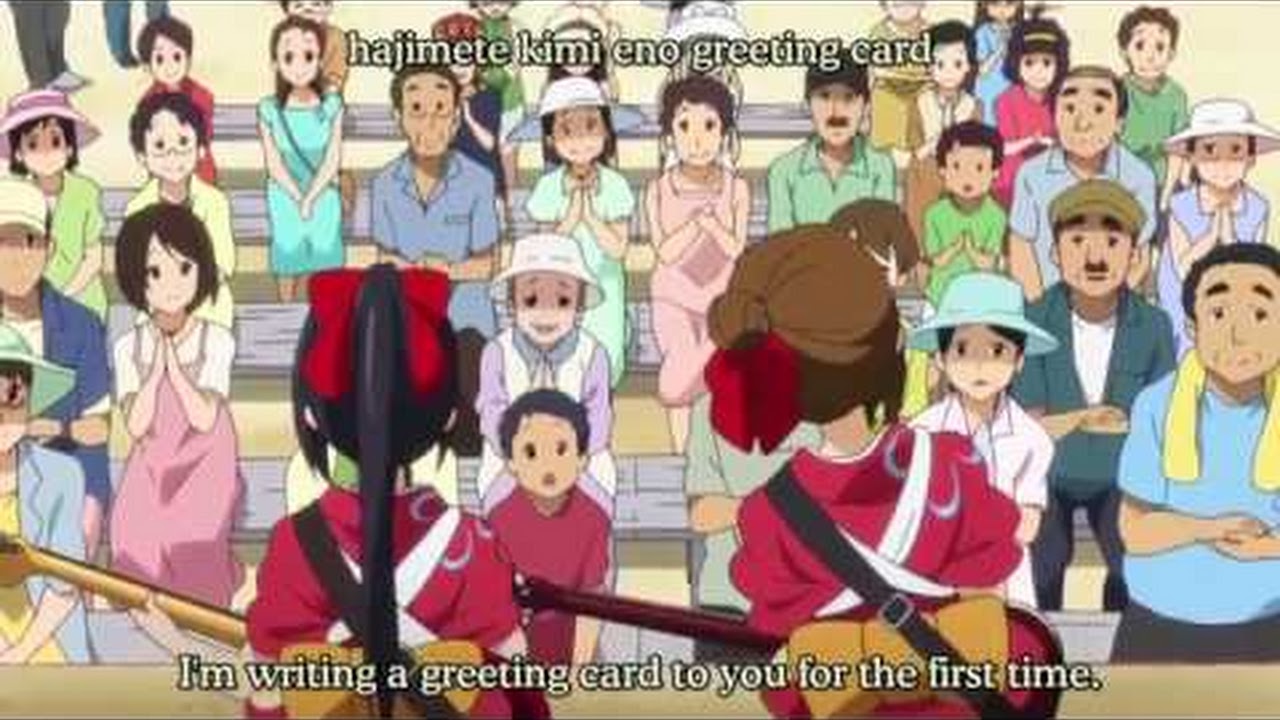 hajimete kimi eno greeting card
I'm writing a greeting card to you for the first time.